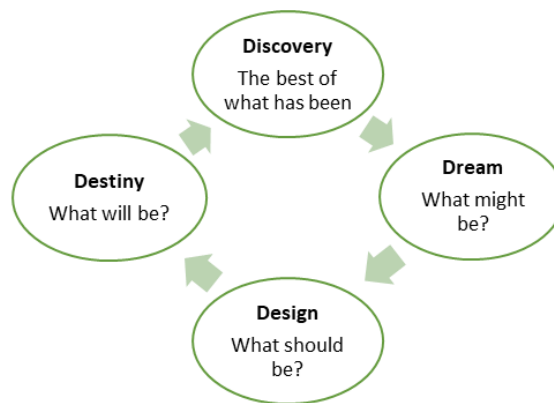 Discovery
The best of
what has been
Dream
What might
be?
Design
What should
be?
Destiny
What will be?